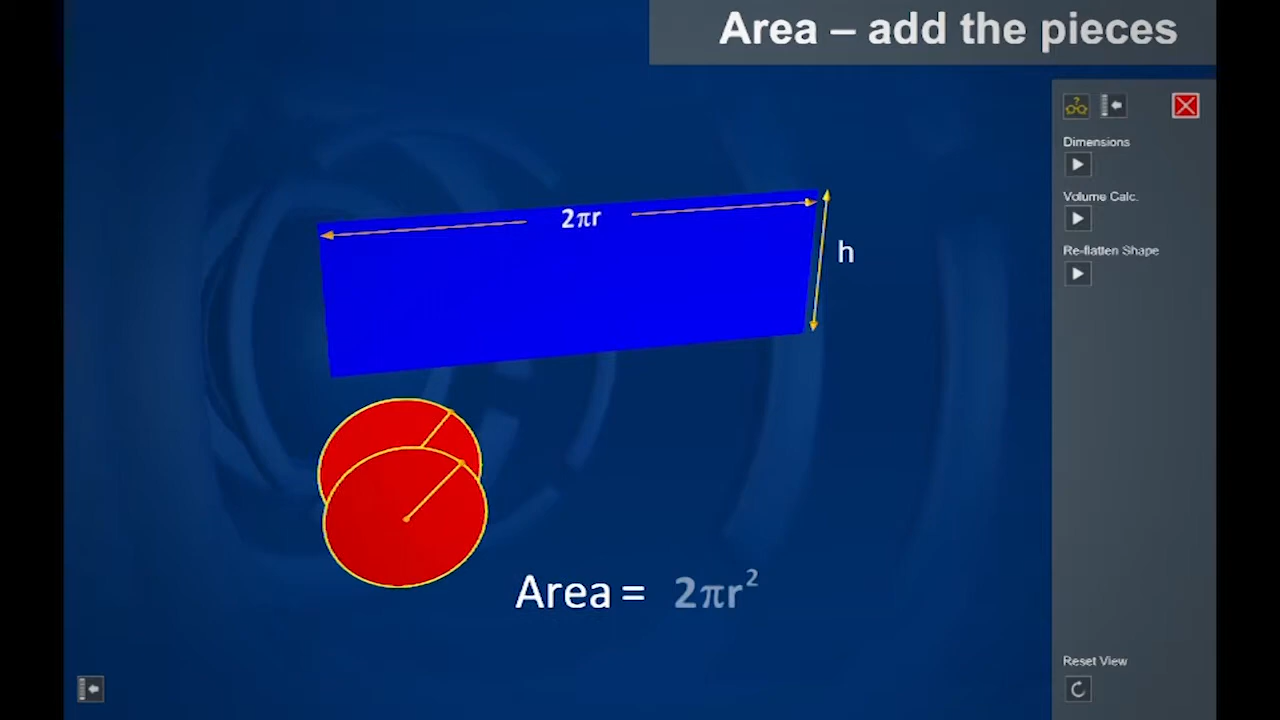 Area – add the pieces
Dimensions
Volume Calc.
Re-flatten Shape
2πr
h
Area = 2πr²
Reset View